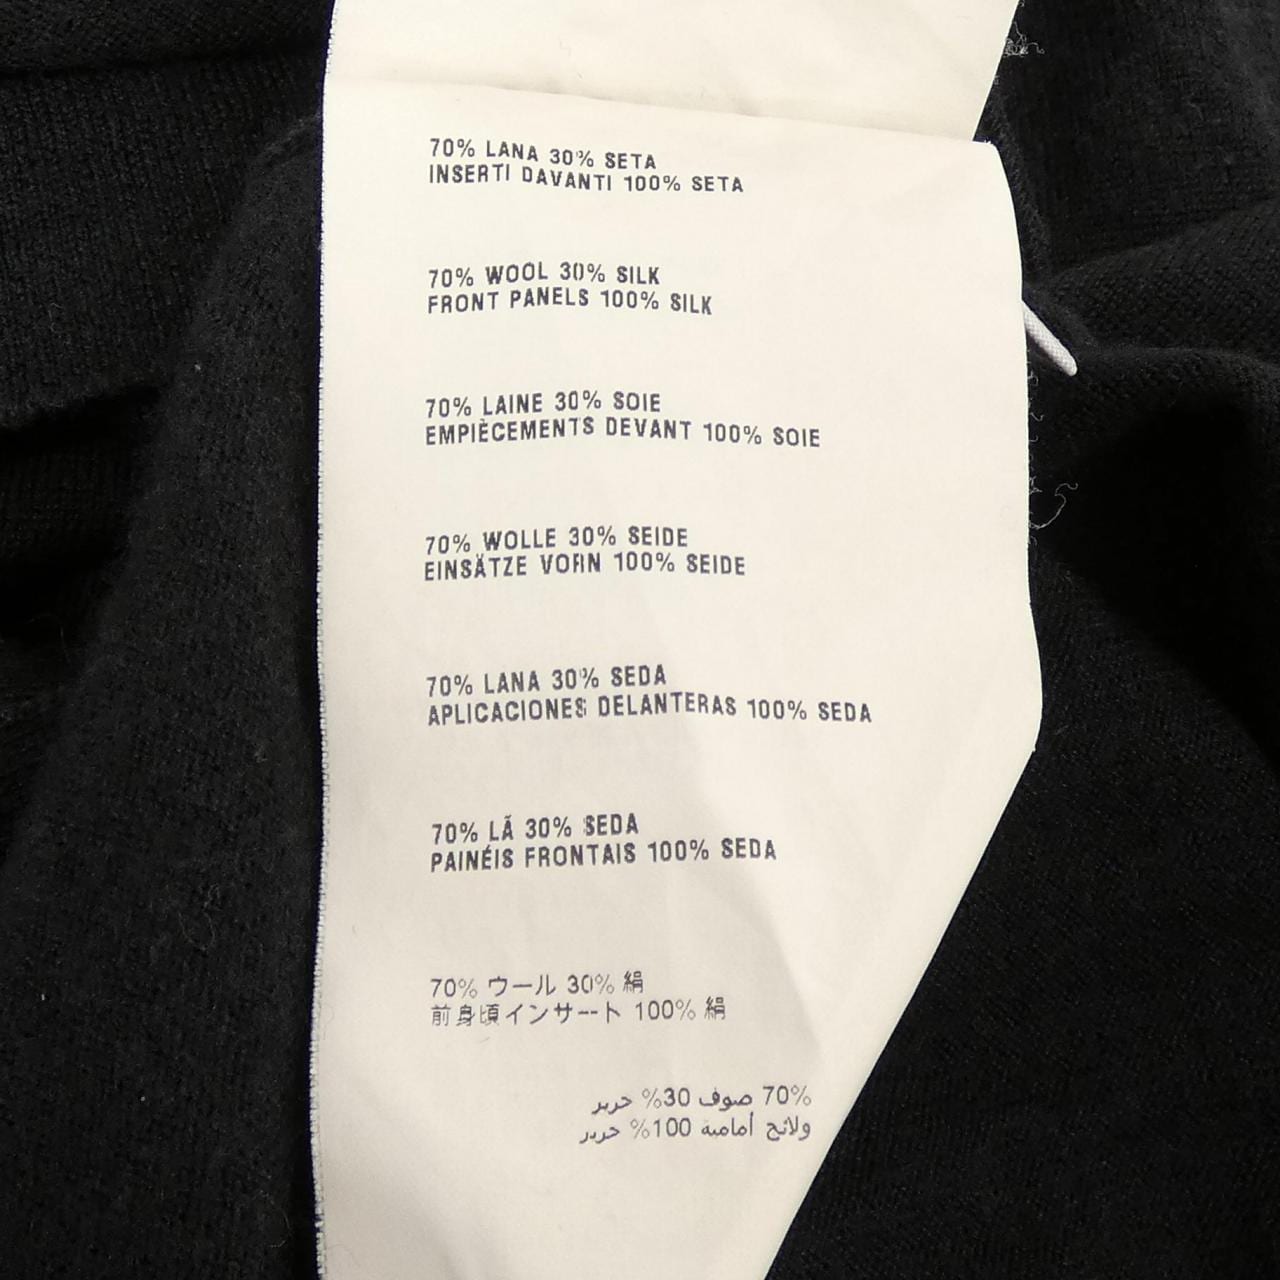 70% LANA 30% SETA
INSERTI DAVANTI 100% SETA
70% WOOL 30% SILK
FRONT PANELS 100% SILK
70% LAINE 30% SOIE
EMPIÈCEMENTS DEVANT 100% SOIE
70% WOLLE 30% SEIDE
EINSÄTZE VORN 100% SEIDE
70% LANA 30% SEDA
APLICACIONES DELANTERAS 100% SEDA
70% LÃ 30% SEDA
PAINÉIS FRONTAIS 100% SEDA
70% ウール 30% 絹
前身頃インサート 100% 絹
70% صوف 30% حرير
ولائج أمامية 100% حرير